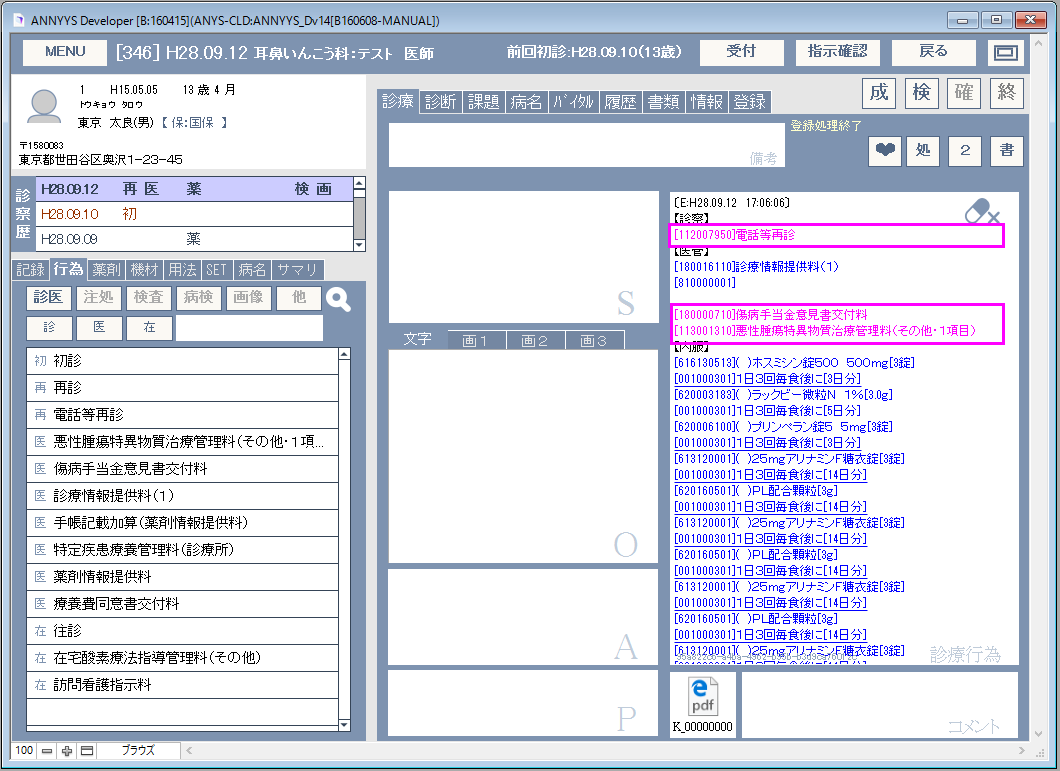 ANNYYS Developer [B:160415](ANYS-CLD:ANNYYS_Dv14[B160608-MANUAL])
MENU
[346] H28.09.12 耳鼻いんこう科:テスト 医師
前回初診:H28.09.10(13歳)
受付
指示確認
戻る
1 H15.05.05 13 歳 4 月
トウキョウ タロウ
東京 太良(男)【 保:国保 】
〒1580083
東京都世田谷区奥沢1-23-45
診療 診断 課題 病名 バイタル 履歴 書類 情報 登録
成 検 確 終
登録処理終了
処 2 書
備考
診察歴
H28.09.12 再 医 薬 検 画
H28.09.10 初
H28.09.09 薬
記録 行為 薬剤 機材 用法 SET 病名 サマリ
診医 注処 検査 病検 画像 他
診 医 在
初 初診
再 再診
再 電話等再診
医 悪性腫瘍特異物質治療管理料(その他・1項...
医 傷病手当金意見書交付料
医 診療情報提供料(1)
医 手帳記載加算(薬剤情報提供料)
医 特定疾患療養管理料(診療所)
医 薬剤情報提供料
医 療養費同意書交付料
在 往診
在 在宅酸素療法指導管理料(その他)
在 訪問看護指示料
S
文字 画1 画2 画3
O
A
P
(E:H28.09.12 17:06:06)
【診察】
[112007950]電話等再診
【医管】
[180016110]診療情報提供料(1)
[810000001]
[180000710]傷病手当金意見書交付料
[113001310]悪性腫瘍特異物質治療管理料(その他・1項目)
【内服】
[616130513]( )ホスミシン錠500 500mg[3錠]
[001000301]1日3回毎食後に[3日分]
[620003183]( )ラックビー微粒N 1%[3.0g]
[001000301]1日3回毎食後に[5日分]
[620006100]( )プリンペラン錠5 5mg[3錠]
[001000301]1日3回毎食後に[3日分]
[613120001]( )25mgアリナミンF糖衣錠[3錠]
[001000301]1日3回毎食後に[14日分]
[620160501]( )PL配合顆粒[3g]
[001000301]1日3回毎食後に[14日分]
[613120001]( )25mgアリナミンF糖衣錠[3錠]
[001000301]1日3回毎食後に[14日分]
[620160501]( )PL配合顆粒[3g]
[001000301]1日3回毎食後に[14日分]
[613120001]( )25mgアリナミンF糖衣錠[3錠]
[001000301]1日3回毎食後に[14日分]
[620160501]( )PL配合顆粒[3g]
[001000301]1日3回毎食後に[14日分]
[613120001]( )25mgアリナミンF糖衣錠[3錠]
診療行為
pdf
K_00000000
コメント
100 ブラウズ